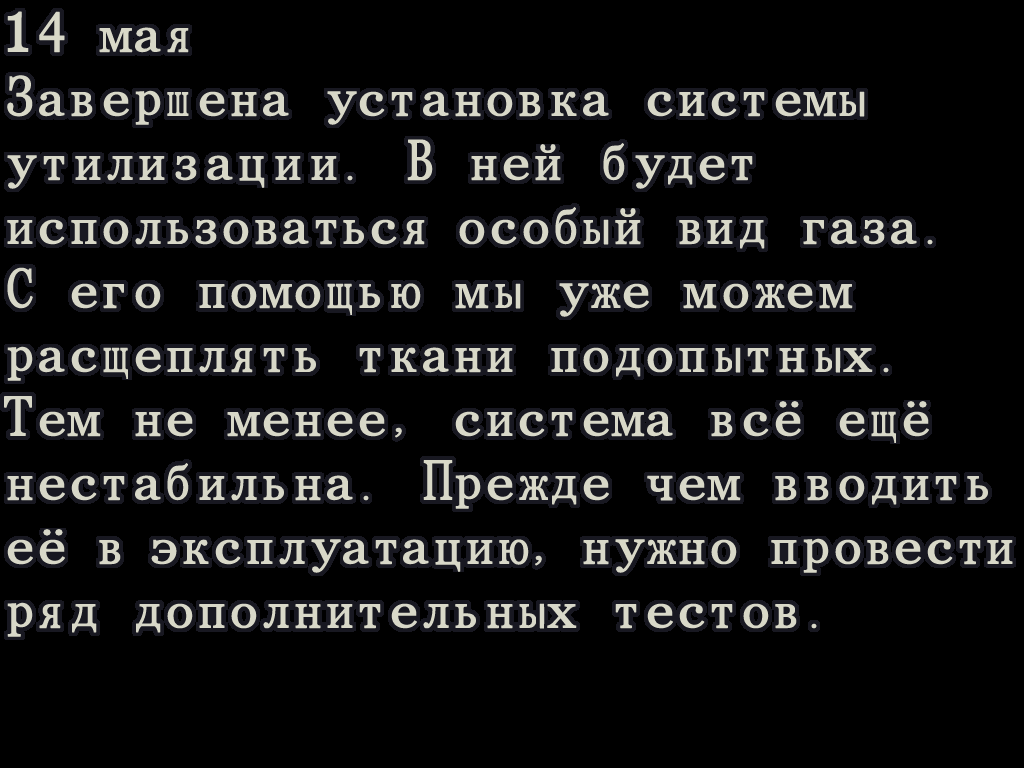 14 мая
Завершена установка системы
утилизации. В ней будет
использоваться особый вид газа.
С его помощью мы уже можем
расщеплять ткани подопытных.
Тем не менее, система всё ещё
нестабильна. Прежде чем вводить
её в эксплуатацию, нужно провести
ряд дополнительных тестов.